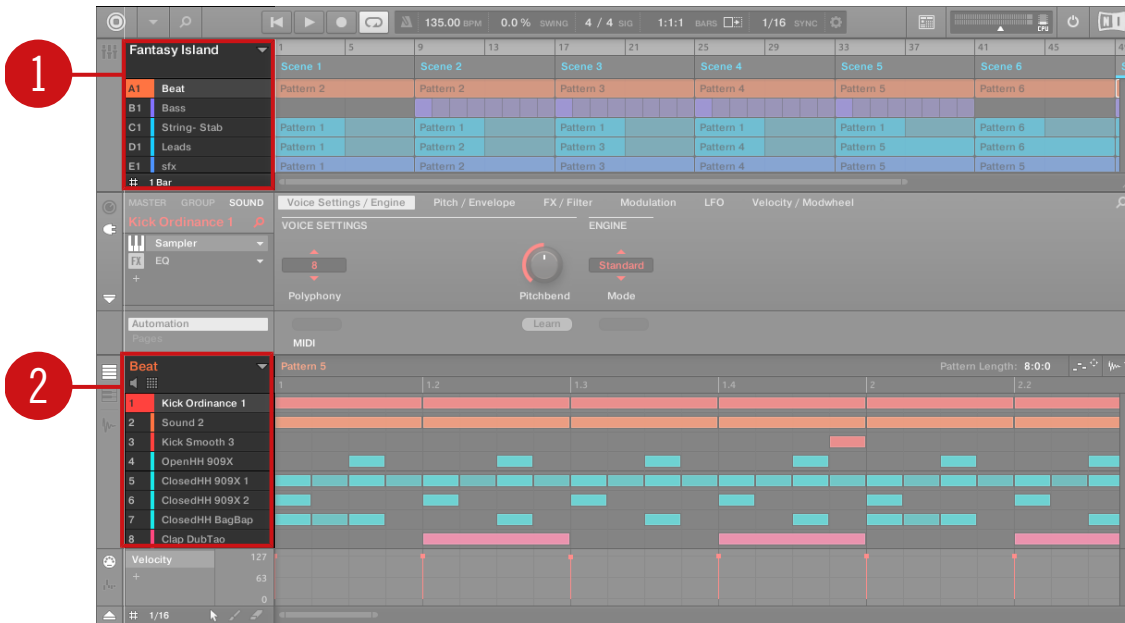 135.00 BPM 0.0 % SWING 4 / 4 SIG 1:1:1 BARS 1/16 SYNC CPU
1
Fantasy Island
1 5 9 13 17 21 25 29 33 37 41 45
Scene 1 Scene 2 Scene 3 Scene 4 Scene 5 Scene 6
A1 Beat Pattern 2 Pattern 2 Pattern 3 Pattern 4 Pattern 5 Pattern 6
B1 Bass
C1 String- Stab Pattern 1 Pattern 1 Pattern 1 Pattern 1 Pattern 1 Pattern 6
D1 Leads Pattern 1 Pattern 2 Pattern 3 Pattern 4 Pattern 5 Pattern 6
E1 sfx Pattern 1 Pattern 2 Pattern 3 Pattern 4 Pattern 5 Pattern 5
1 Bar
MASTER GROUP SOUND Voice Settings / Engine Pitch / Envelope FX / Filter Modulation LFO Velocity / Modwheel
Kick Ordinance 1 VOICE SETTINGS ENGINE
Sampler
FX EQ 8 Standard
+
Polyphony Pitchbend Mode
Automation Learn
Pages MIDI
2
Beat Pattern 5 Pattern Length: 8:0:0
1 1.2 1.3 1.4 2 2.2
1 Kick Ordinance 1
2 Sound 2
3 Kick Smooth 3
4 OpenHH 909X
5 ClosedHH 909X 1
6 ClosedHH 909X 2
7 ClosedHH BagBap
8 Clap DubTao
Velocity 127
+ 63
0
1/16